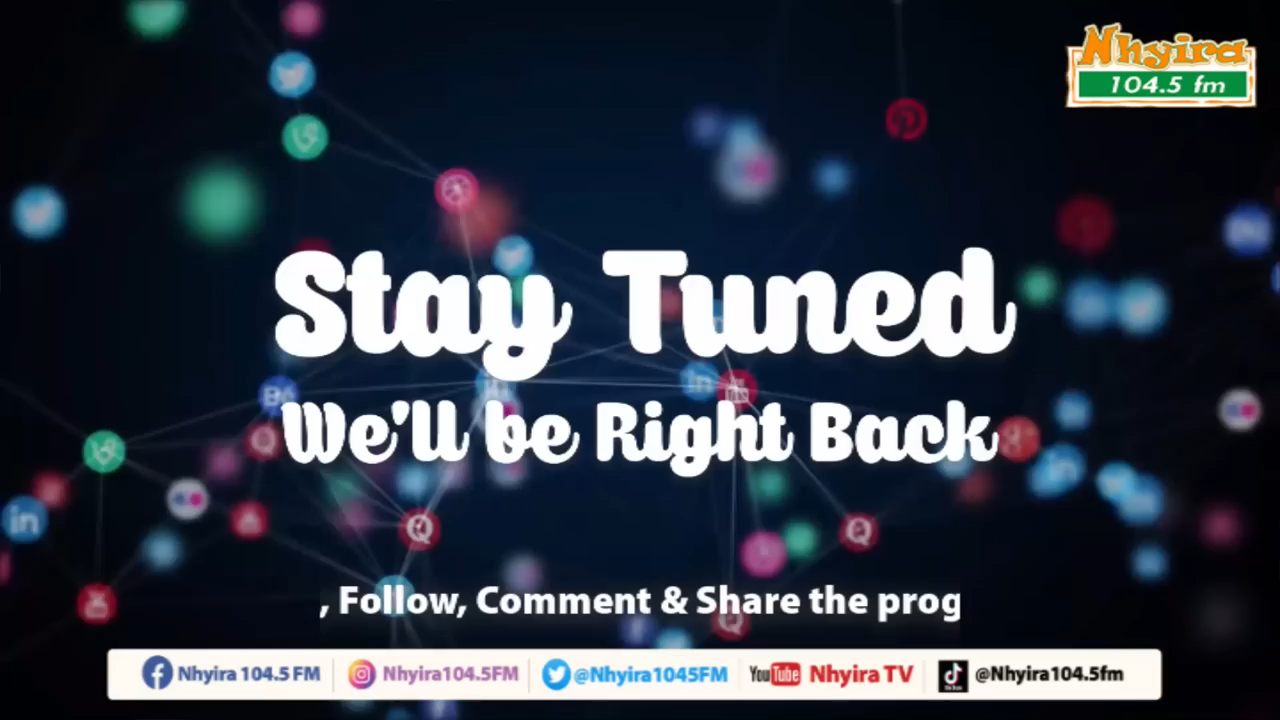 Nhyira
104.5 fm
Stay Tuned
We'll be Right Back
, Follow, Comment & Share the prog
Nhyira 104.5 FM Nhyira104.5FM @Nhyira1045FM YouTube Nhyira TV @Nhyira104.5fm